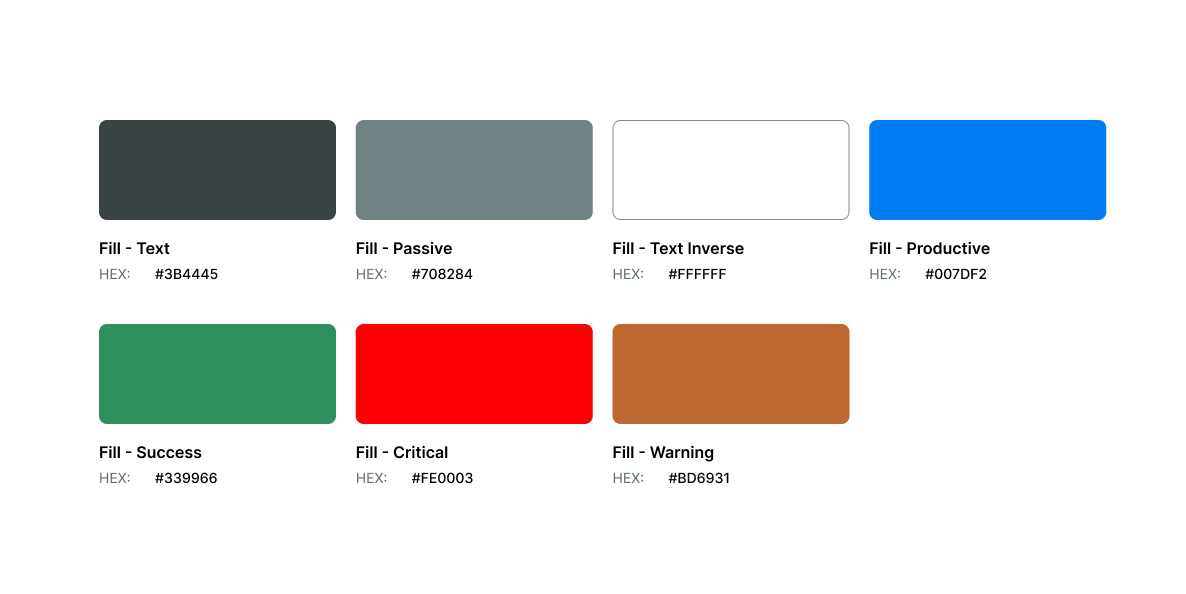 Fill - Text
HEX: #3B4445
Fill - Passive
HEX: #708284
Fill - Text Inverse
HEX: #FFFFFF
Fill - Productive
HEX: #007DF2
Fill - Success
HEX: #339966
Fill - Critical
HEX: #FE0003
Fill - Warning
HEX: #BD6931